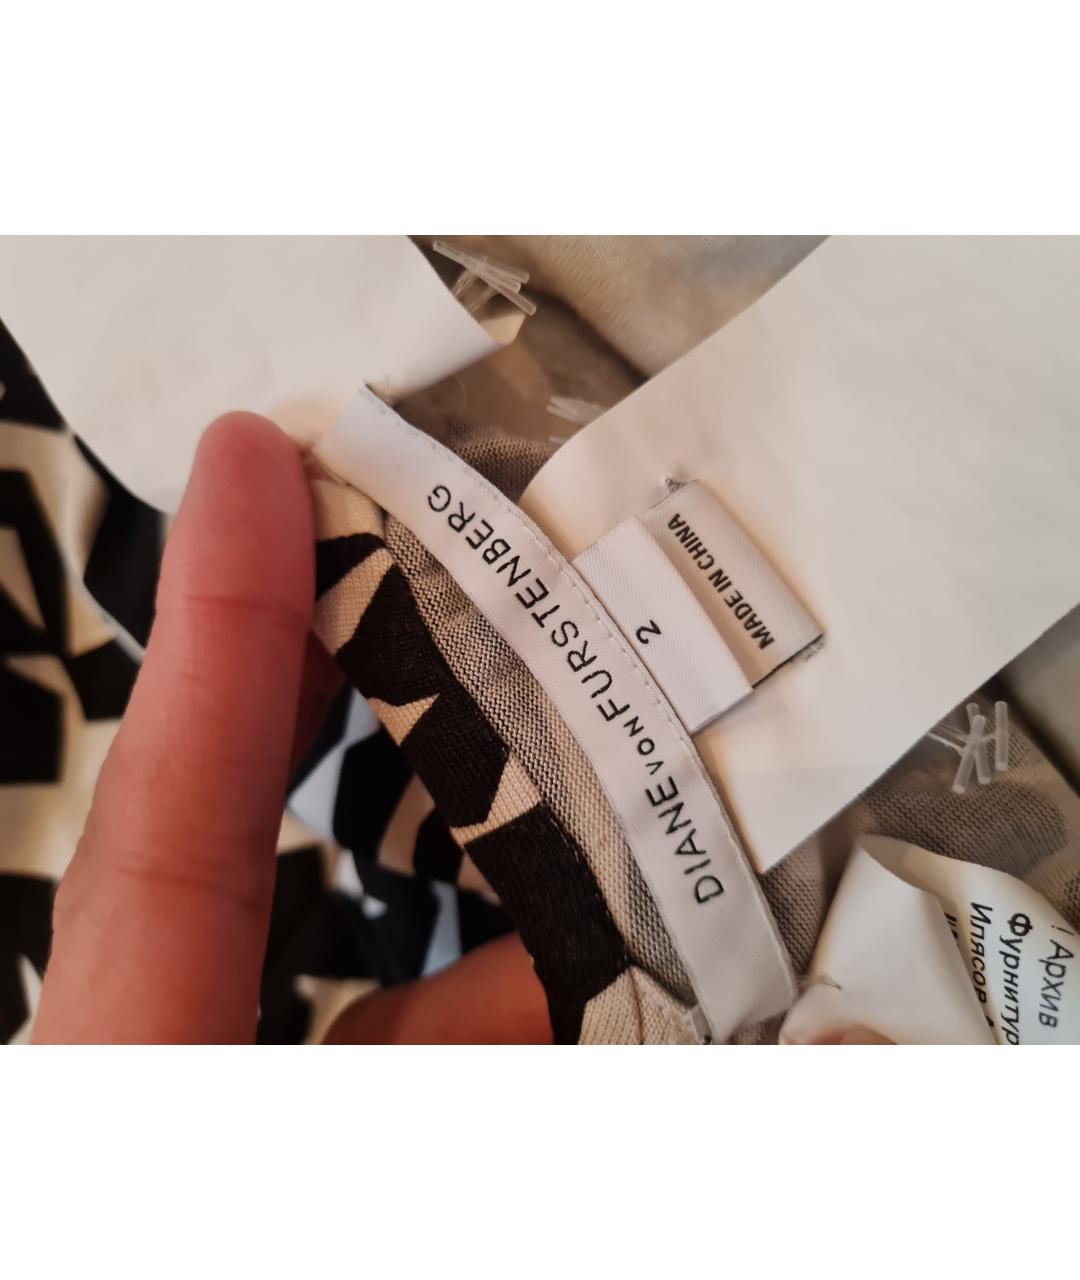 DIANE VON FURSTENBERG
2
MADE IN CHINA
! Архив
Фурнитур
Илясов